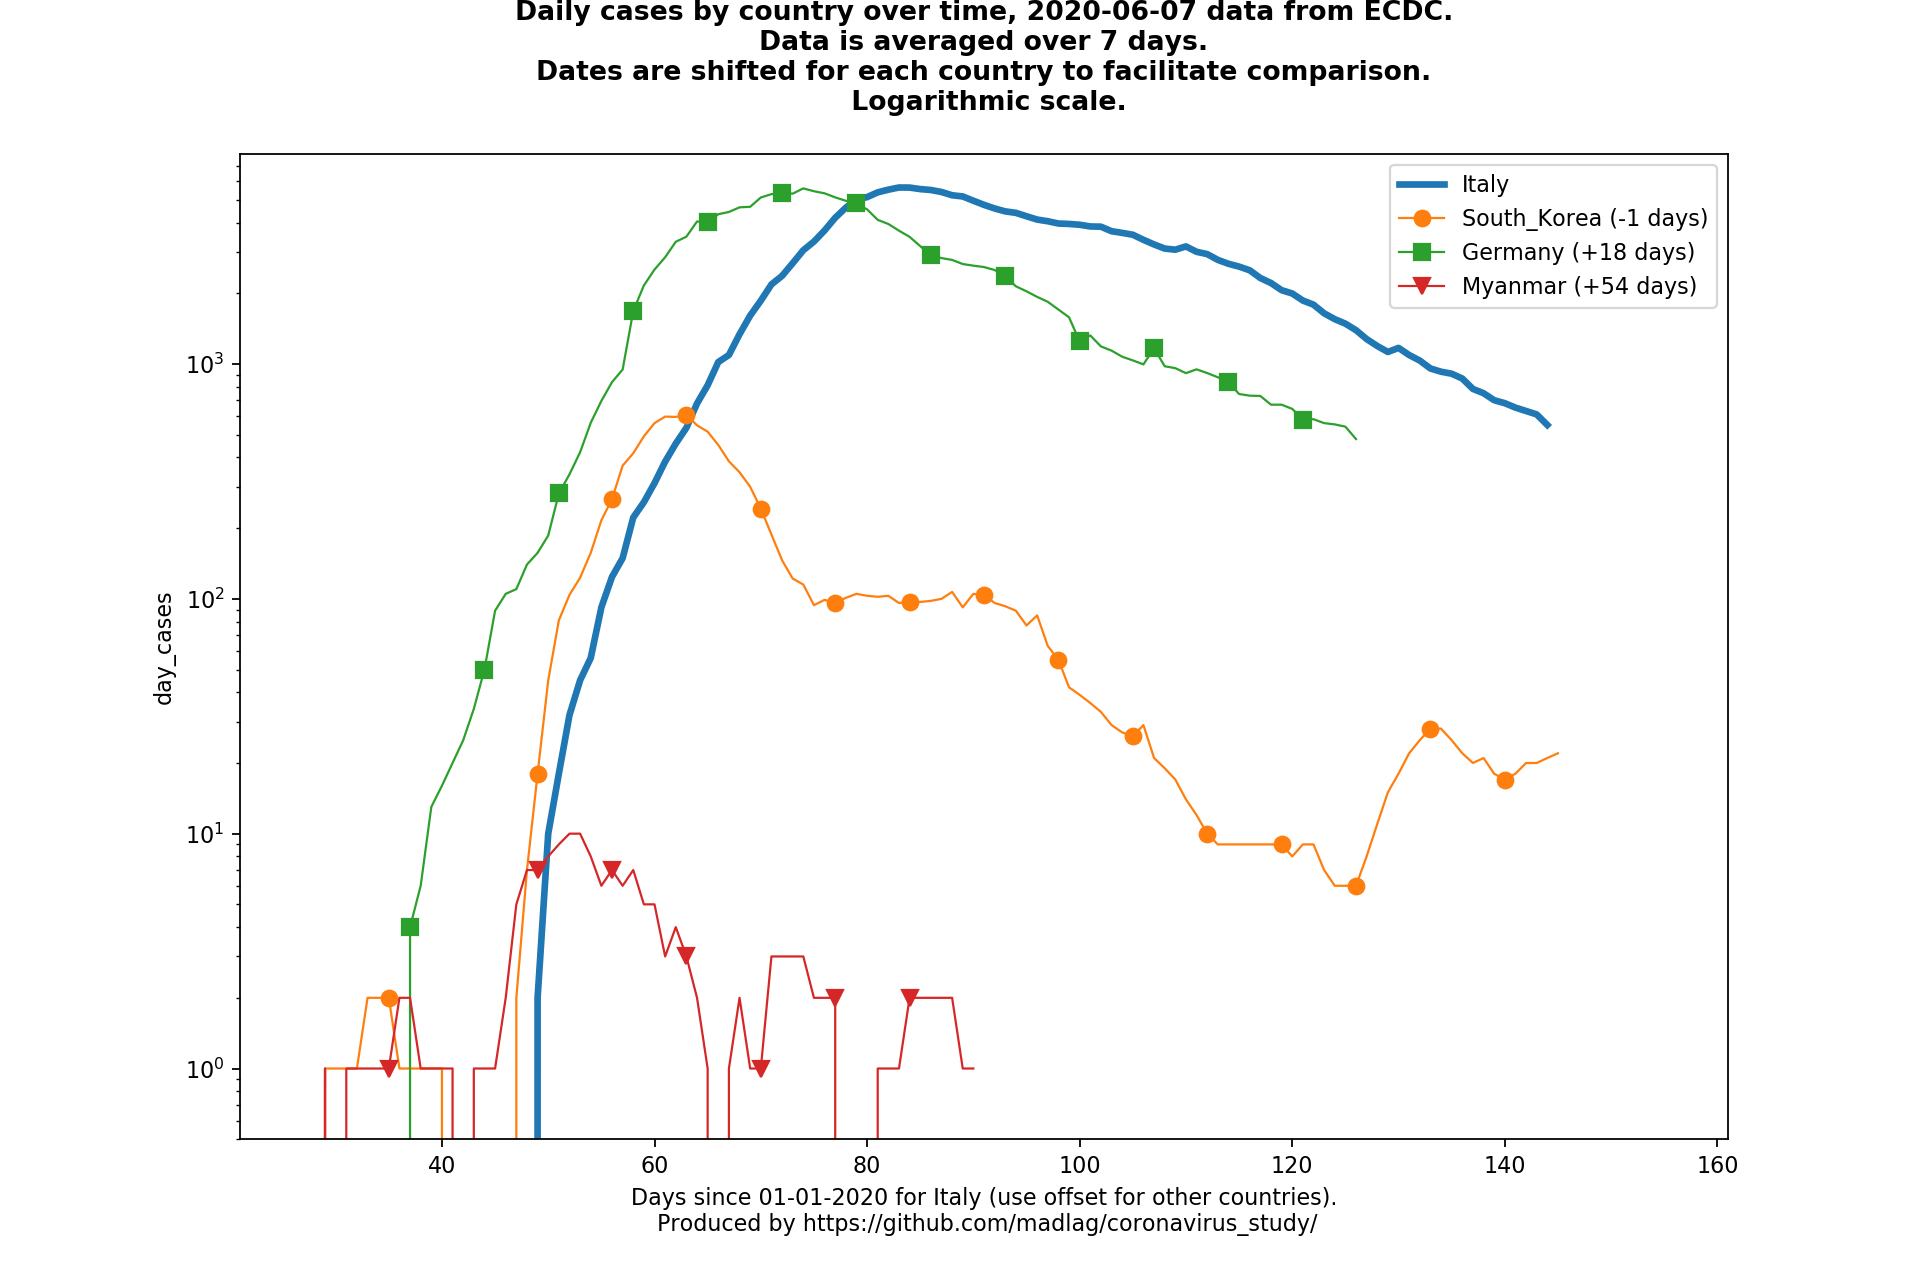 Daily cases by country over time, 2020-06-07 data from ECDC.
Data is averaged over 7 days.
Dates are shifted for each country to facilitate comparison.
Logarithmic scale.
Italy
South_Korea (-1 days)
Germany (+18 days)
Myanmar (+54 days)
10³
10²
10¹
10⁰
day_cases
40 60 80 100 120 140 160
Days since 01-01-2020 for Italy (use offset for other countries).
Produced by https://github.com/madlag/coronavirus_study/